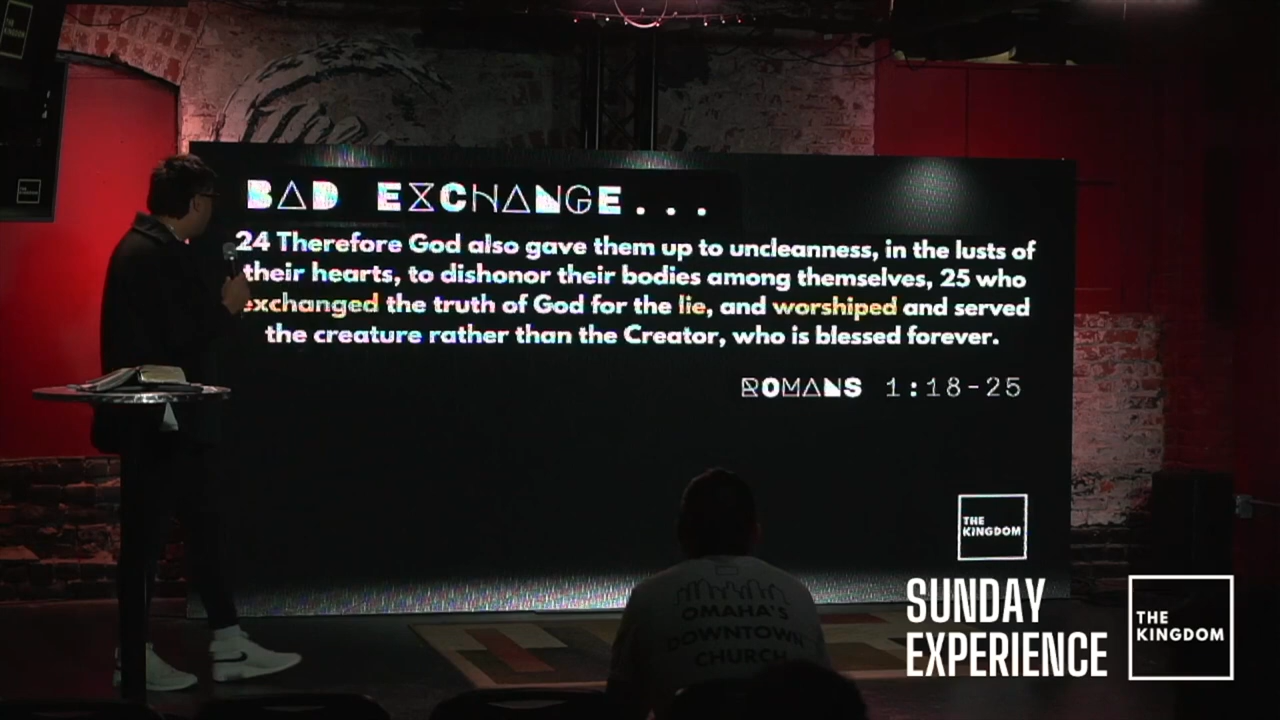 THE
KINGDOM
BAD EXCHANGE...
24 Therefore God also gave them up to uncleanness, in the lusts of
their hearts, to dishonor their bodies among themselves, 25 who
exchanged the truth of God for the lie, and worshiped and served
the creature rather than the Creator, who is blessed forever.
ROMANS 1:18-25
THE
KINGDOM
OMAHA'S
DOWNTOWN
CHURCH
SUNDAY
EXPERIENCE
THE
KINGDOM